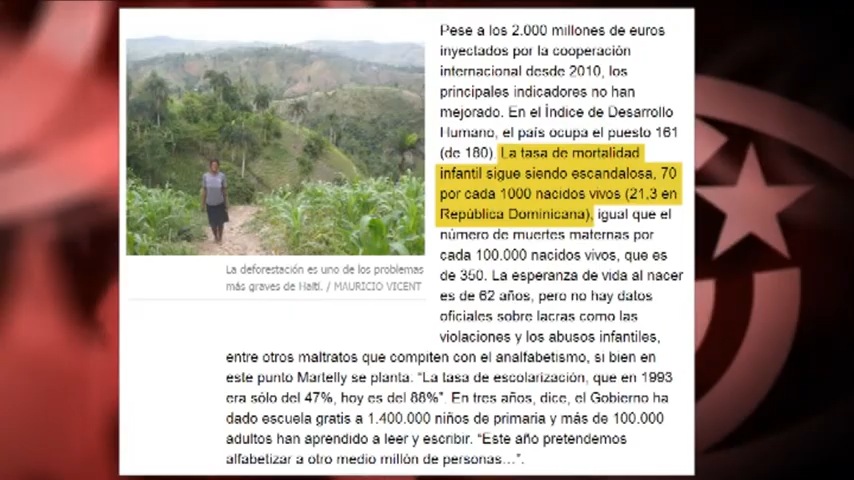 Pese a los 2.000 millones de euros
inyectados por la cooperación
internacional desde 2010, los
principales indicadores no han
mejorado. En el Índice de Desarrollo
Humano, el país ocupa el puesto 161
(de 180). La tasa de mortalidad
infantil sigue siendo escandalosa, 70
por cada 1000 nacidos vivos (21,3 en
República Dominicana), igual que el
número de muertes maternas por
cada 100.000 nacidos vivos, que es
de 350. La esperanza de vida al nacer
es de 62 años, pero no hay datos
oficiales sobre lacras como las
violaciones y los abusos infantiles,
entre otros maltratos que compiten con el analfabetismo, si bien en
este punto Martelly se planta. “La tasa de escolarización, que en 1993
era sólo del 47%, hoy es del 88%”. En tres años, dice, el Gobierno ha
dado escuela gratis a 1.400.000 niños de primaria y más de 100.000
adultos han aprendido a leer y escribir. “Este año pretendemos
alfabetizar a otro medio millón de personas…”.
La deforestación es uno de los problemas
más graves de Haití. / MAURICIO VICENT